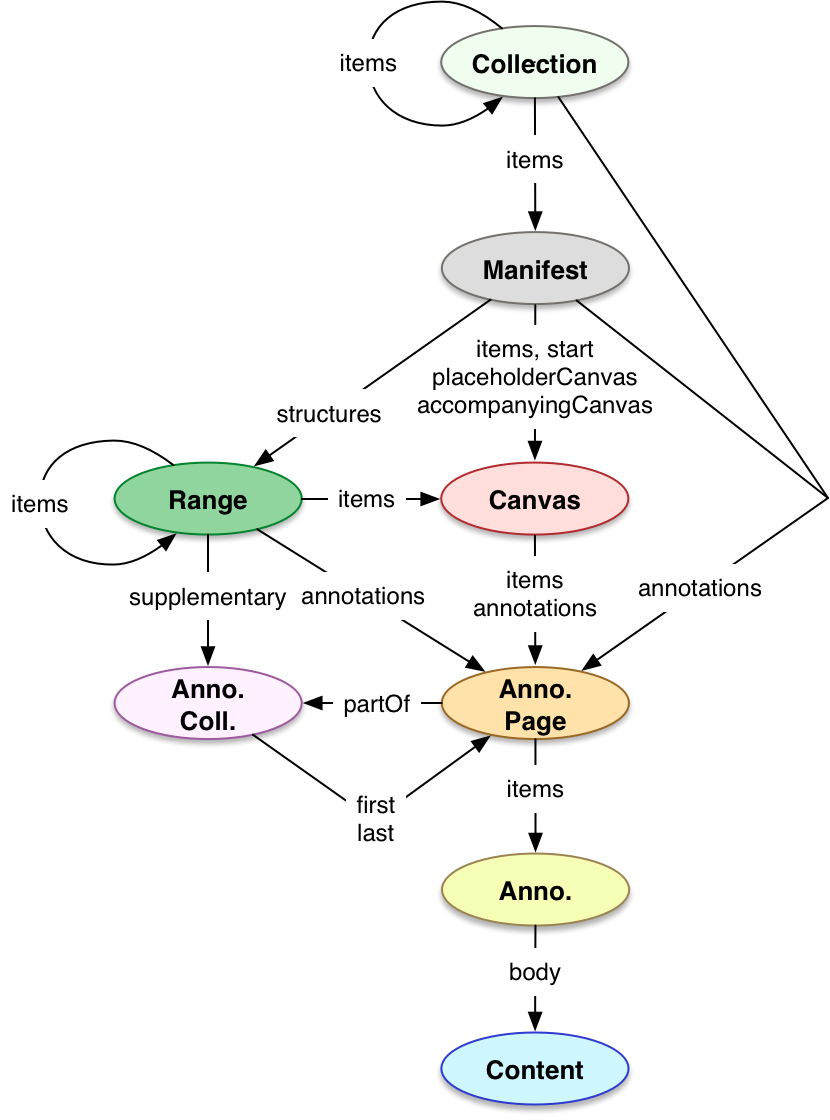 Collection
items
items
Manifest
items, start
placeholderCanvas
accompanyingCanvas
structures
Range
items
items
Canvas
supplementary
annotations
items
annotations
annotations
Anno.
Coll.
partOf
Anno.
Page
first
last
items
Anno.
body
Content